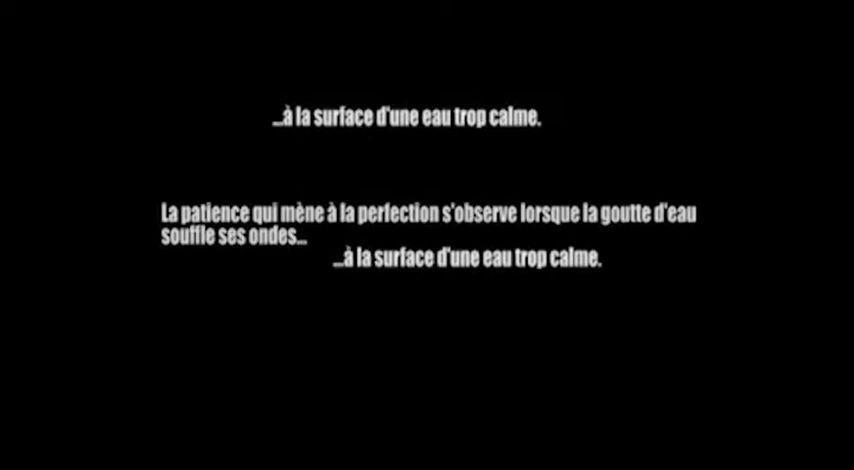 ...à la surface d'une eau trop calme.
La patience qui mène à la perfection s'observe lorsque la goutte d'eau
souffle ses ondes...
...à la surface d'une eau trop calme.